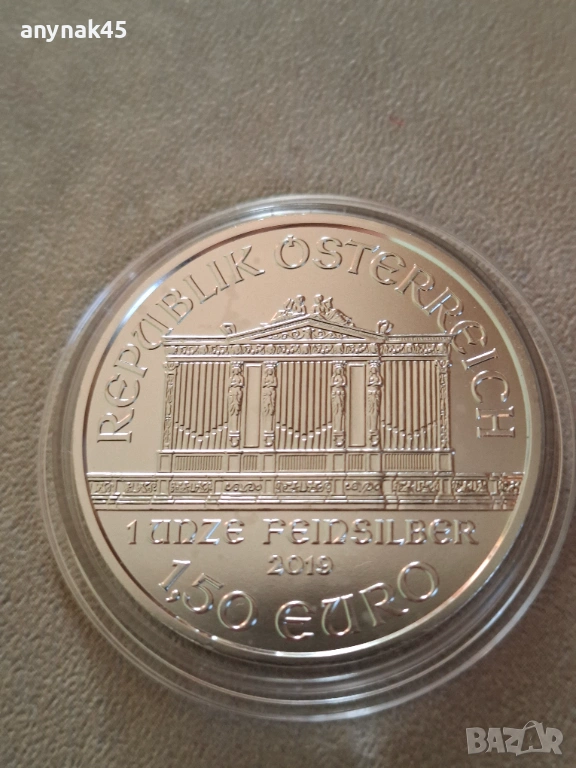 anynak45
REPUBLIK ÖSTERREICH
1 UNZE FEINSILBER
2019
1,50 EURO
BAZAR